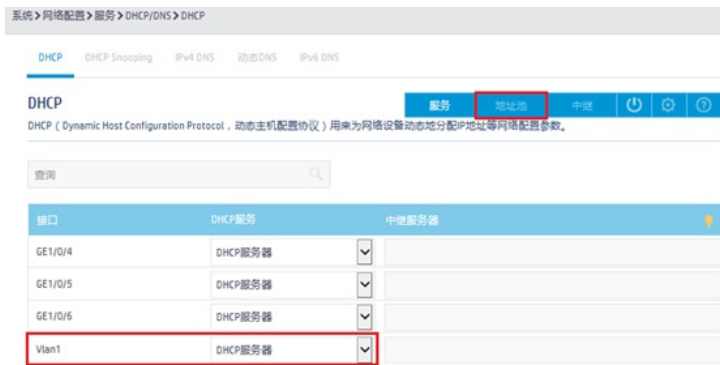 系统>网络配置>服务>DHCP/DNS>DHCP
DHCP DHCP Snooping IPv4 DNS 动态DNS IPv6 DNS
DHCP 服务 地址池 中继
DHCP（Dynamic Host Configuration Protocol，动态主机配置协议）用来为网络设备动态地分配IP地址等网络配置参数。
查询
接口 DHCP服务 中继服务器
GE1/0/4 DHCP服务器
GE1/0/5 DHCP服务器
GE1/0/6 DHCP服务器
Vlan1 DHCP服务器